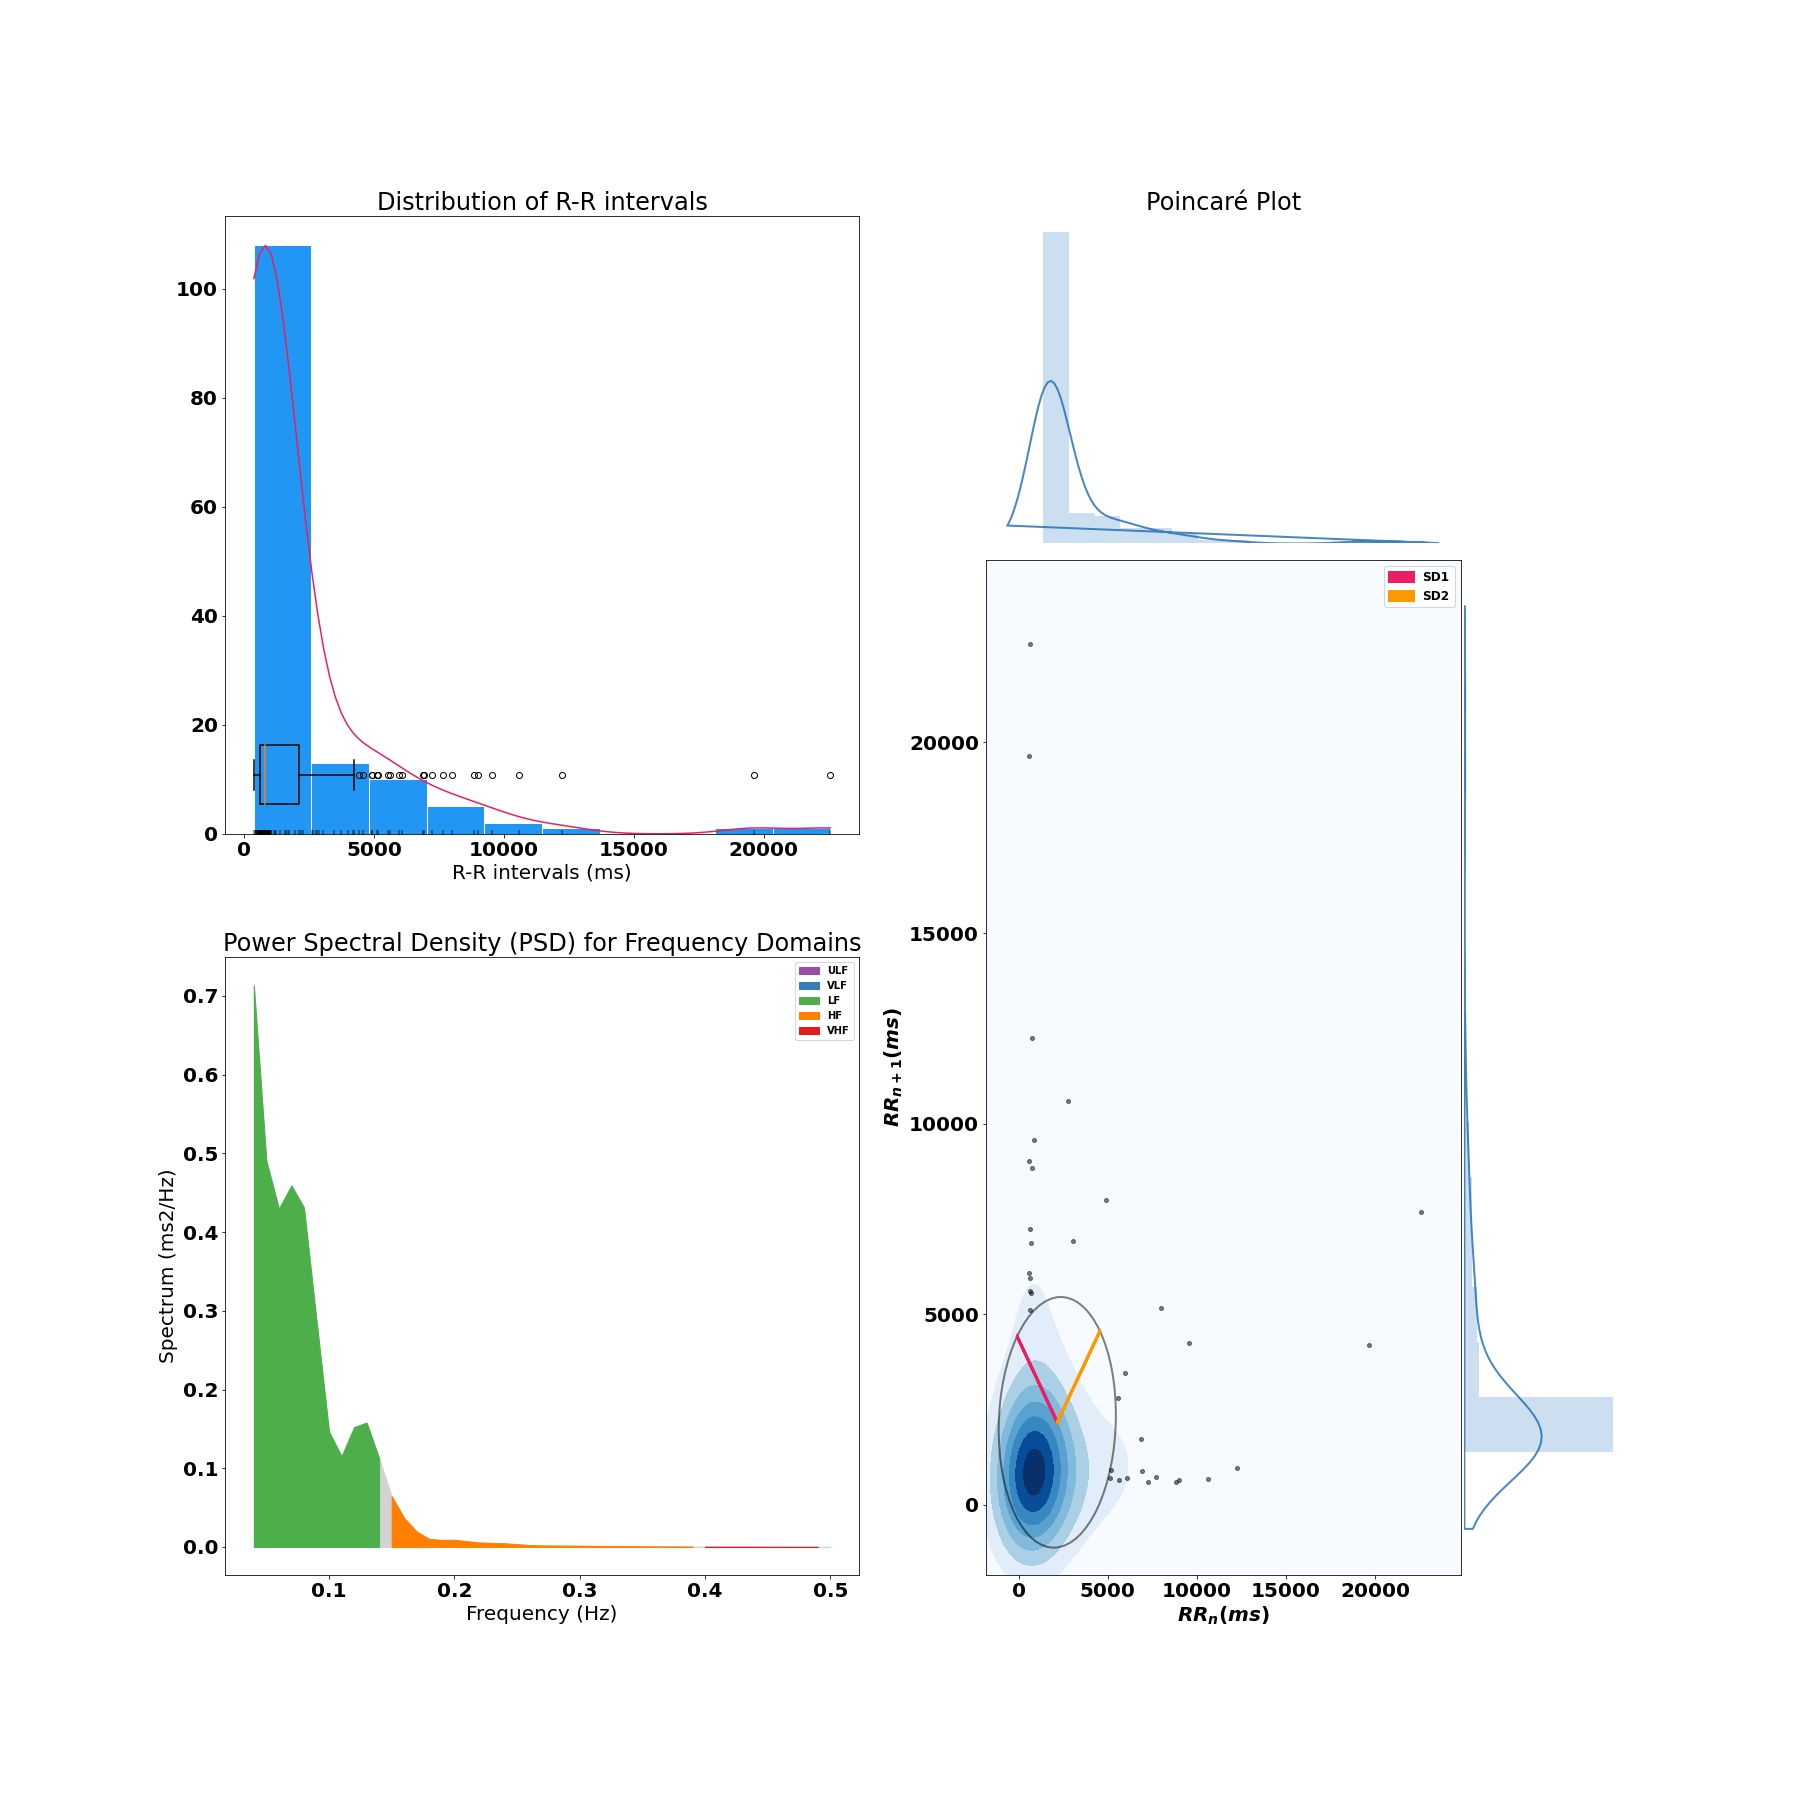 Distribution of R-R intervals
100
80
60
40
20
0
0 5000 10000 15000 20000
R-R intervals (ms)
Power Spectral Density (PSD) for Frequency Domains
ULF
VLF
LF
HF
VHF
Spectrum (ms2/Hz)
0.7
0.6
0.5
0.4
0.3
0.2
0.1
0.0
0.1 0.2 0.3 0.4 0.5
Frequency (Hz)
Poincaré Plot
SD1
SD2
RRn+1(ms)
20000
15000
10000
5000
0
0 5000 10000 15000 20000
RRn(ms)